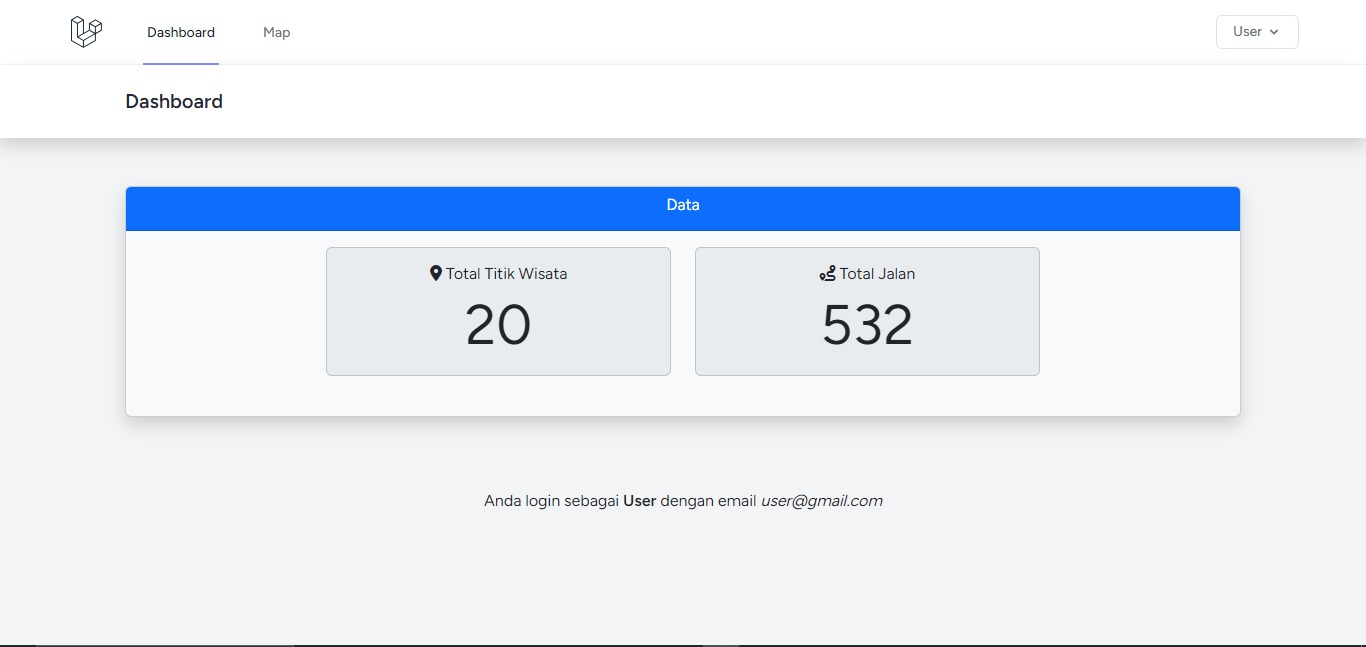 Dashboard
Map
User
Dashboard
Data
Total Titik Wisata
20
Total Jalan
532
Anda login sebagai User dengan email user@gmail.com